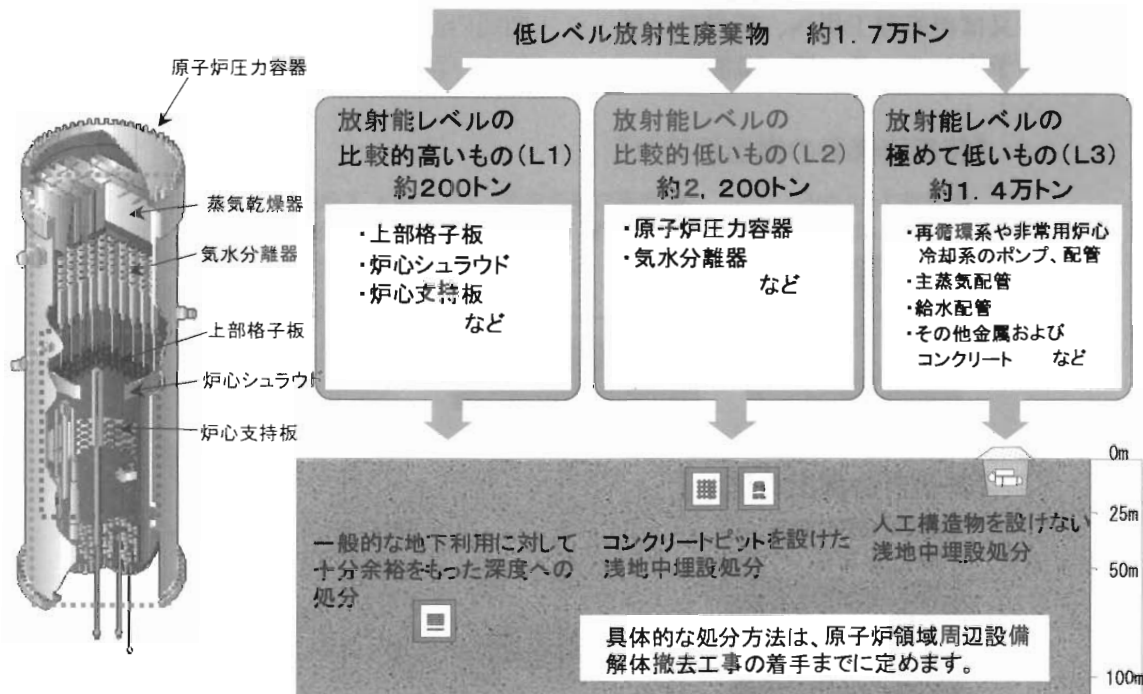 低レベル放射性廃棄物　約1.7万トン
原子炉圧力容器
蒸気乾燥器
気水分離器
上部格子板
炉心シュラウド
炉心支持板
放射能レベルの
比較的高いもの(L1)
約200トン
・上部格子板
・炉心シュラウド
・炉心支持板
など
放射能レベルの
比較的低いもの(L2)
約2,200トン
・原子炉圧力容器
・気水分離器
など
放射能レベルの
極めて低いもの(L3)
約1.4万トン
・再循環系や非常用炉心
冷却系のポンプ、配管
・主蒸気配管
・給水配管
・その他金属および
コンクリート　など
一般的な地下利用に対して
十分余裕をもった深度への
処分
コンクリートピットを設けた
浅地中埋設処分
人工構造物を設けない
浅地中埋設処分
0m
25m
50m
100m
具体的な処分方法は、原子炉領域周辺設備
解体撤去工事の着手までに定めます。